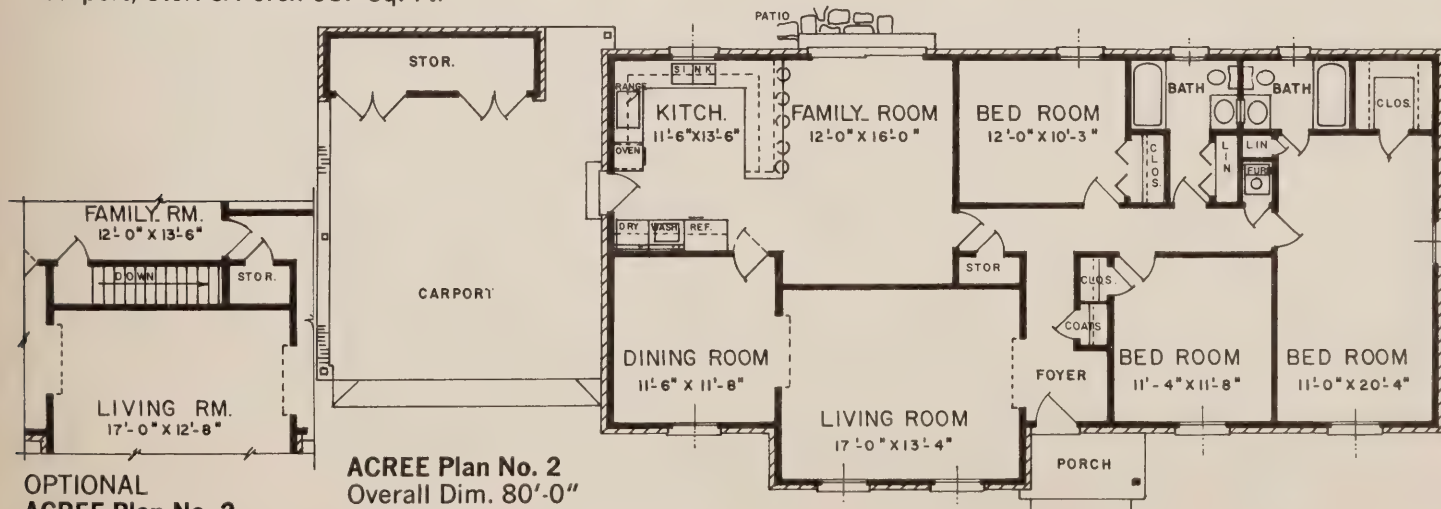 PATIO
STOR.
SINK
RANGE
KITCH.
11'-6"X13'-6"
OVEN
FAMILY ROOM
12'-0" X 16'-0"
BED ROOM
12'-0" X 10'-3"
BATH
BATH
CLOS.
CLOS.
LIN
LIN
FUR
DRY
WASH
REF.
FAMILY RM.
12'-0" X 13'-6"
DOWN
STOR.
CARPORT
STOR
CLOS.
COATS
DINING ROOM
11'-6" X 11'-8"
FOYER
BED ROOM
11'-4" X 11'-8"
BED ROOM
11'-0" X 20'-4"
LIVING RM.
17'-0" X 12'-8"
LIVING ROOM
17'-0" X 13'-4"
PORCH
OPTIONAL
ACREE Plan No. 2
Overall Dim. 80'-0"